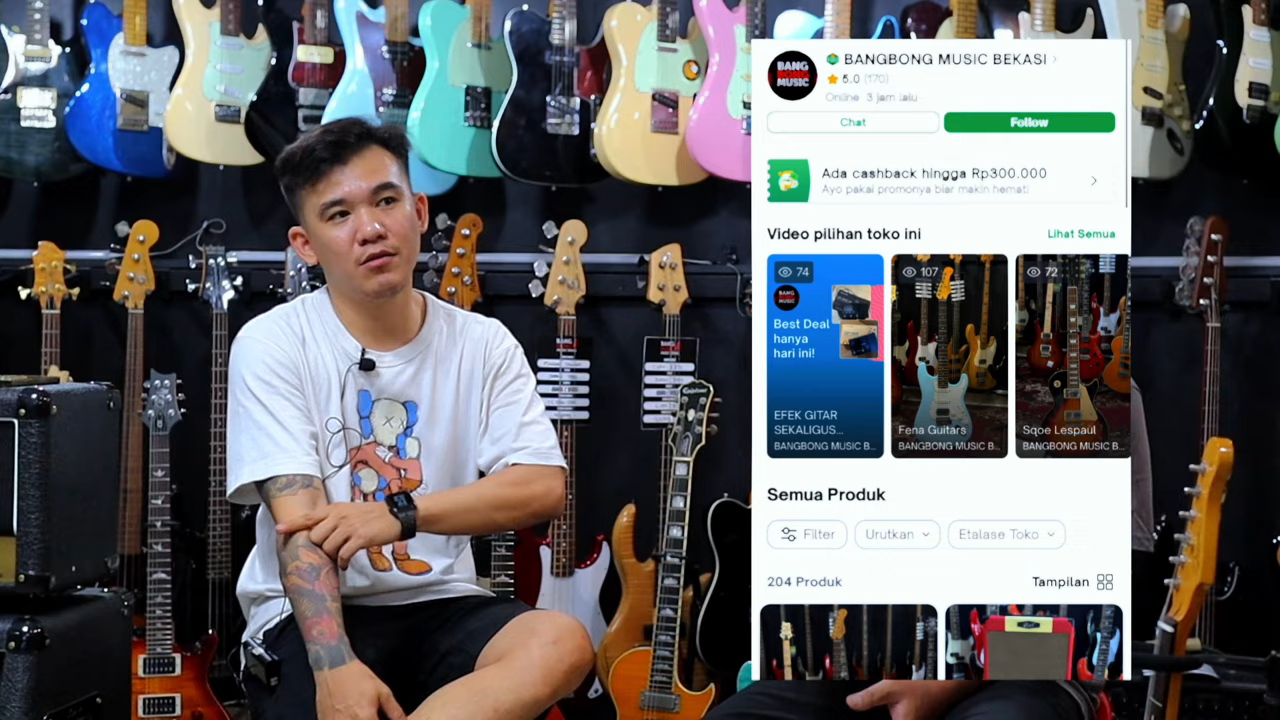 BANG
BONG
MUSIC
BANGBONG MUSIC BEKASI
5.0 (170)
Online 3 jam lalu
Chat
Follow
Ada cashback hingga Rp300.000
Ayo pakai promonya biar makin hemat!
Video pilihan toko ini
Lihat Semua
74
BANG
BONG
MUSIC
Best Deal
hanya
hari ini!
EFEK GITAR
SEKALIGUS...
BANGBONG MUSIC B...
107
Fena Guitars
BANGBONG MUSIC B...
72
Sqoe Lespaul
BANGBONG MUSIC B...
Semua Produk
Filter
Urutkan
Etalase Toko
204 Produk
Tampilan